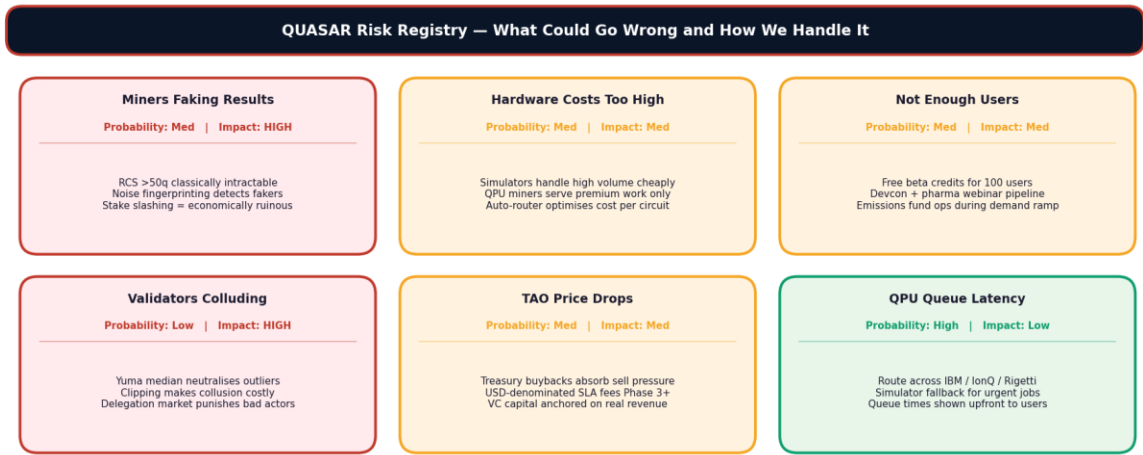 QUASAR Risk Registry — What Could Go Wrong and How We Handle It
Miners Faking Results
Probability: Med | Impact: HIGH
RCS >50q classically intractable
Noise fingerprinting detects fakers
Stake slashing = economically ruinous
Hardware Costs Too High
Probability: Med | Impact: Med
Simulators handle high volume cheaply
QPU miners serve premium work only
Auto-router optimises cost per circuit
Not Enough Users
Probability: Med | Impact: Med
Free beta credits for 100 users
Devcon + pharma webinar pipeline
Emissions fund ops during demand ramp
Validators Colluding
Probability: Low | Impact: HIGH
Yuma median neutralises outliers
Clipping makes collusion costly
Delegation market punishes bad actors
TAO Price Drops
Probability: Med | Impact: Med
Treasury buybacks absorb sell pressure
USD-denominated SLA fees Phase 3+
VC capital anchored on real revenue
QPU Queue Latency
Probability: High | Impact: Low
Route across IBM / IonQ / Rigetti
Simulator fallback for urgent jobs
Queue times shown upfront to users